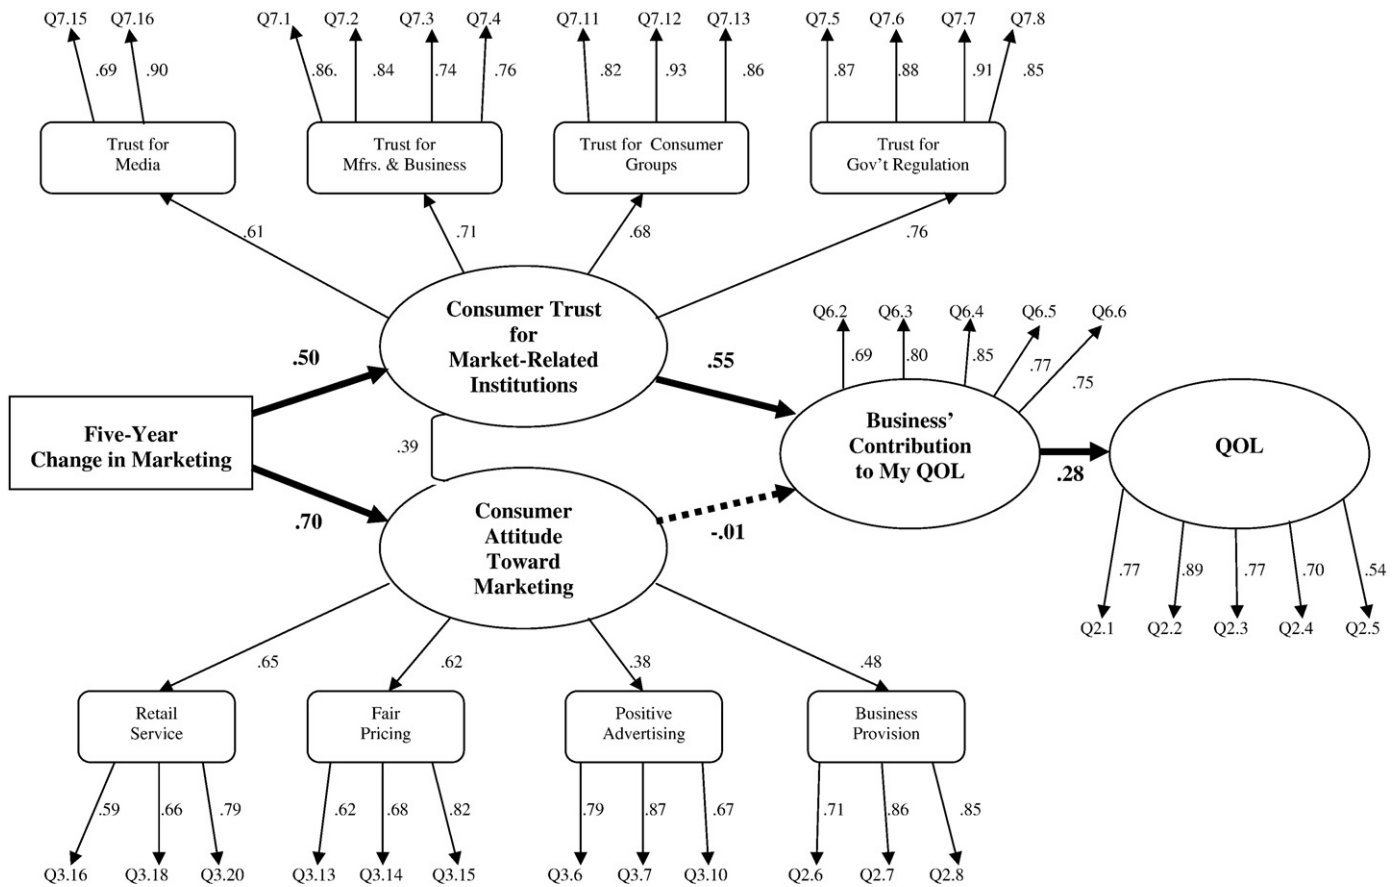 Q7.15 Q7.16 Q7.1 Q7.2 Q7.3 Q7.4 Q7.11 Q7.12 Q7.13 Q7.5 Q7.6 Q7.7 Q7.8
.69 .90 .86. .84 .74 .76 .82 .93 .86 .87 .88 .91 .85
Trust for
Media
Trust for
Mfrs. & Business
Trust for Consumer
Groups
Trust for
Gov't Regulation
.61 .71 .68 .76
Consumer Trust
for
Market-Related
Institutions
Q6.2 Q6.3 Q6.4 Q6.5 Q6.6
.69 .80 .85 .77 .75
.50 .55
Five-Year
Change in Marketing
.39
Business'
Contribution
to My QOL
QOL
.28
.70
Consumer
Attitude
Toward
Marketing
-.01
.77 .89 .77 .70 .54
Q2.1 Q2.2 Q2.3 Q2.4 Q2.5
.65 .62 .38 .48
Retail
Service
Fair
Pricing
Positive
Advertising
Business
Provision
.59 .66 .79 .62 .68 .82 .79 .87 .67 .71 .86 .85
Q3.16 Q3.18 Q3.20 Q3.13 Q3.14 Q3.15 Q3.6 Q3.7 Q3.10 Q2.6 Q2.7 Q2.8